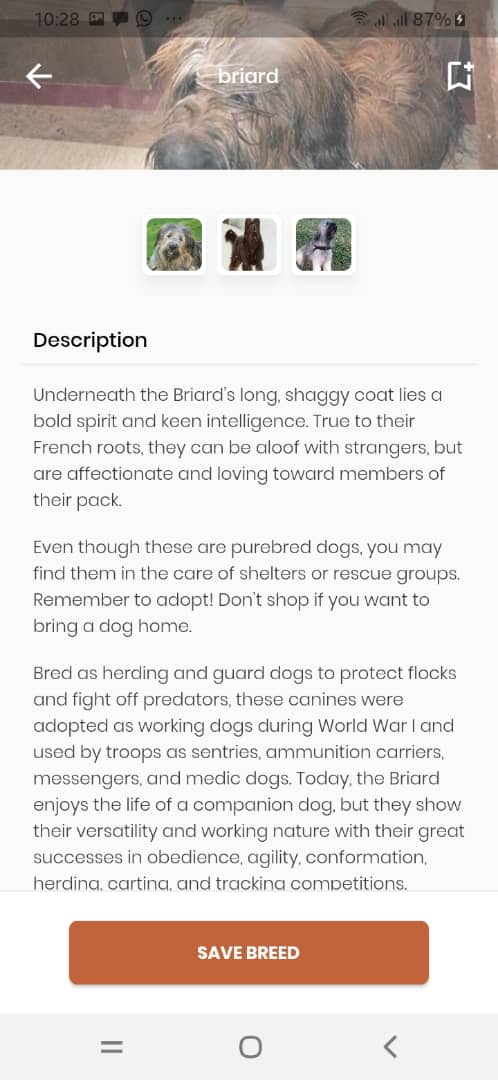 10:28 ... 87%
briard
Description
Underneath the Briard's long, shaggy coat lies a
bold spirit and keen intelligence. True to their
French roots, they can be aloof with strangers, but
are affectionate and loving toward members of
their pack.
Even though these are purebred dogs, you may
find them in the care of shelters or rescue groups.
Remember to adopt! Don't shop if you want to
bring a dog home.
Bred as herding and guard dogs to protect flocks
and fight off predators, these canines were
adopted as working dogs during World War I and
used by troops as sentries, ammunition carriers,
messengers, and medic dogs. Today, the Briard
enjoys the life of a companion dog, but they show
their versatility and working nature with their great
successes in obedience, agility, conformation,
herding, carting, and tracking competitions.
SAVE BREED